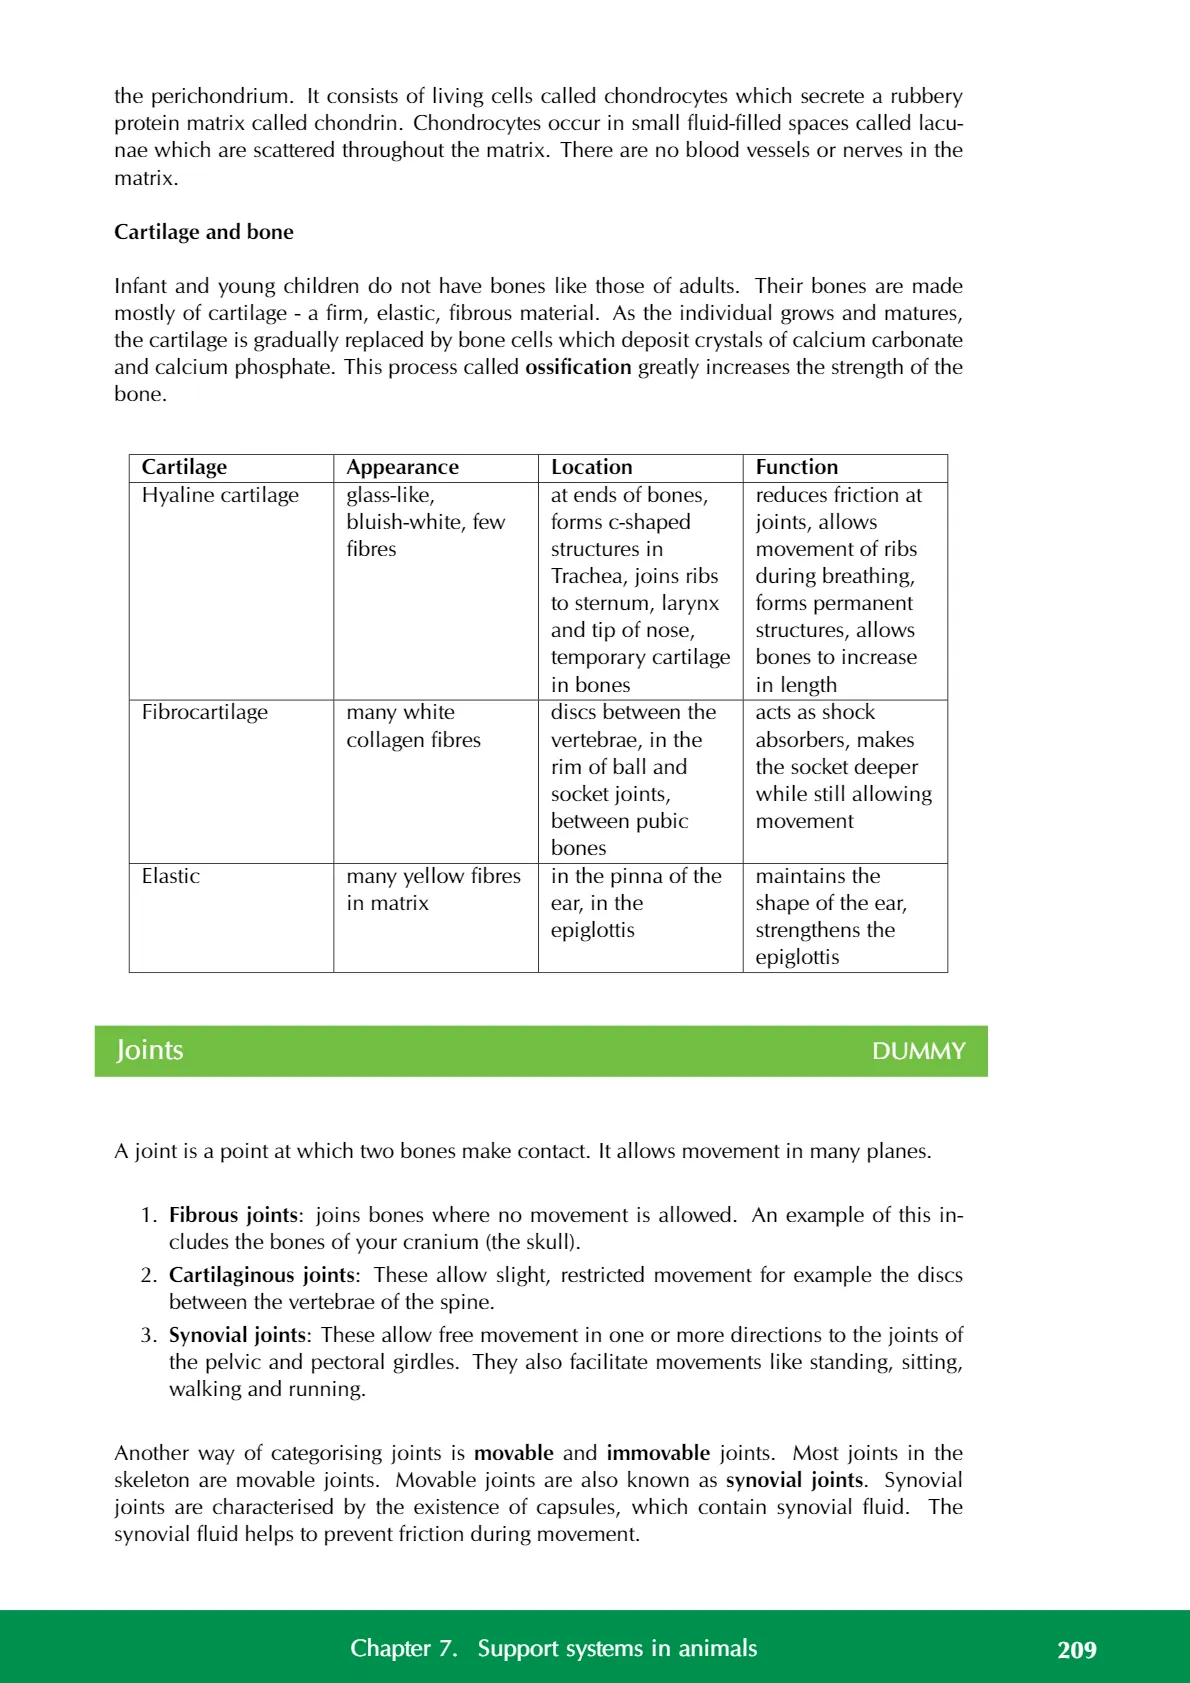 the perichondrium. It consists of living cells called chondrocytes which secrete a rubbery
protein matrix called chondrin. Chondrocytes occur in small fluid-filled spaces called lacu-
nae which are scattered throughout the matrix. There are no blood vessels or nerves in the
matrix.
Cartilage and bone
Infant and young children do not have bones like those of adults. Their bones are made
mostly of cartilage - a firm, elastic, fibrous material. As the individual grows and matures,
the cartilage is gradually replaced by bone cells which deposit crystals of calcium carbonate
and calcium phosphate. This process called ossification greatly increases the strength of the
bone.
Cartilage Appearance Location Function
Hyaline cartilage glass-like, at ends of bones, reduces friction at
bluish-white, few forms c-shaped joints, allows
fibres structures in movement of ribs
Trachea, joins ribs during breathing,
to sternum, larynx forms permanent
and tip of nose, structures, allows
temporary cartilage bones to increase
in bones in length
Fibrocartilage many white discs between the acts as shock
collagen fibres vertebrae, in the absorbers, makes
rim of ball and the socket deeper
socket joints, while still allowing
between pubic movement
bones
Elastic many yellow fibres in the pinna of the maintains the
in matrix ear, in the shape of the ear,
epiglottis strengthens the
epiglottis
Joints DUMMY
A joint is a point at which two bones make contact. It allows movement in many planes.
1. Fibrous joints: joins bones where no movement is allowed. An example of this in-
cludes the bones of your cranium (the skull).
2. Cartilaginous joints: These allow slight, restricted movement for example the discs
between the vertebrae of the spine.
3. Synovial joints: These allow free movement in one or more directions to the joints of
the pelvic and pectoral girdles. They also facilitate movements like standing, sitting,
walking and running.
Another way of categorising joints is movable and immovable joints. Most joints in the
skeleton are movable joints. Movable joints are also known as synovial joints. Synovial
joints are characterised by the existence of capsules, which contain synovial fluid. The
synovial fluid helps to prevent friction during movement.
Chapter 7. Support systems in animals 209